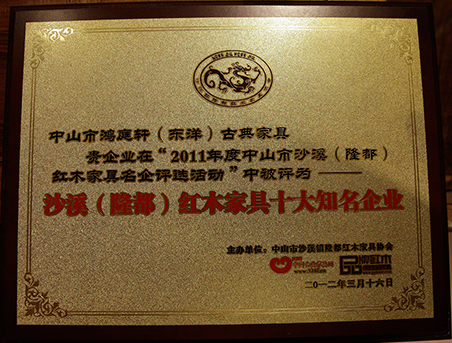 中山市鸿庭轩（东洋）古典家具
贵企业在“2011年度中山市沙溪（隆都）
红木家具名企评选活动”中被评为——
沙溪（隆都）红木家具十大知名企业
主办单位：中山市沙溪镇隆都红木家具协会
品牌红木
二〇一二年三月十六日